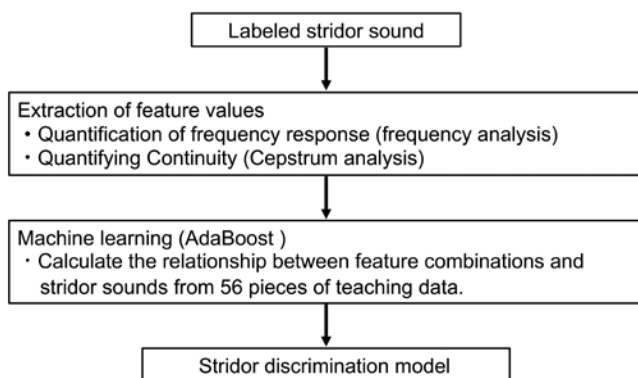 Labeled stridor sound
Extraction of feature values
• Quantification of frequency response (frequency analysis)
・Quantifying Continuity (Cepstrum analysis)
Machine learning (AdaBoost )
・Calculate the relationship between feature combinations and
stridor sounds from 56 pieces of teaching data.
Stridor discrimination model